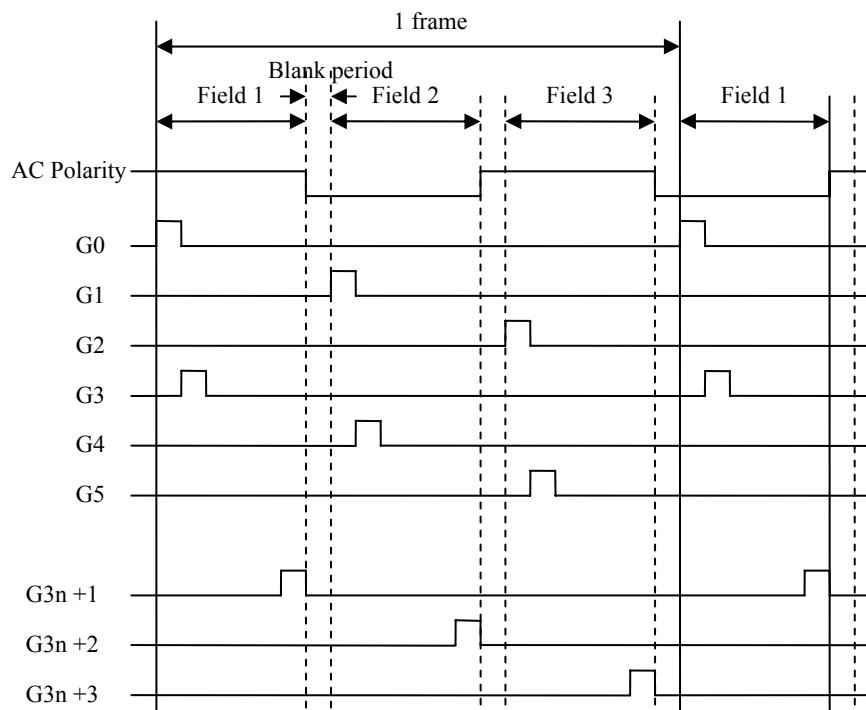 1 frame
Blank period
Field 1
Field 2
Field 3
Field 1
AC Polarity
G0
G1
G2
G3
G4
G5
G3n +1
G3n +2
G3n +3